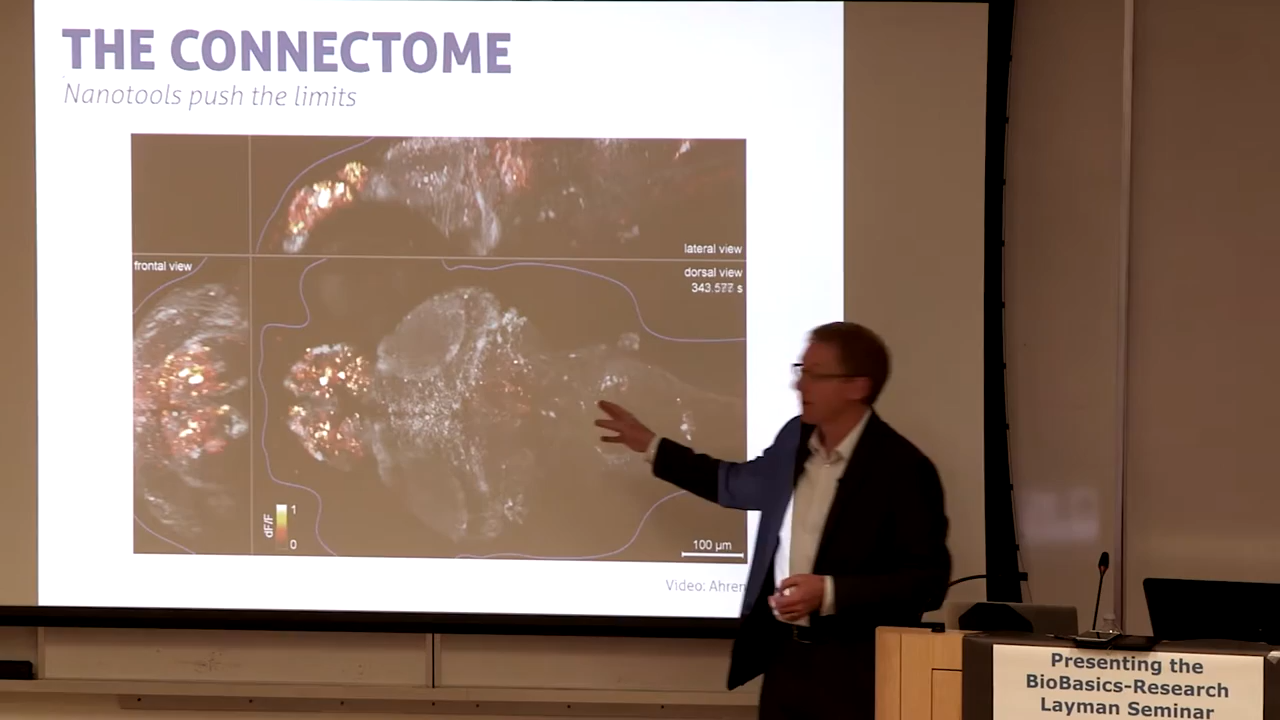 THE CONNECTOME
Nanotools push the limits
lateral view
frontal view
dorsal view
s
dF/F
1
0
100 µm
Video: Ahren
Presenting the
BioBasics-Research
Layman Seminar